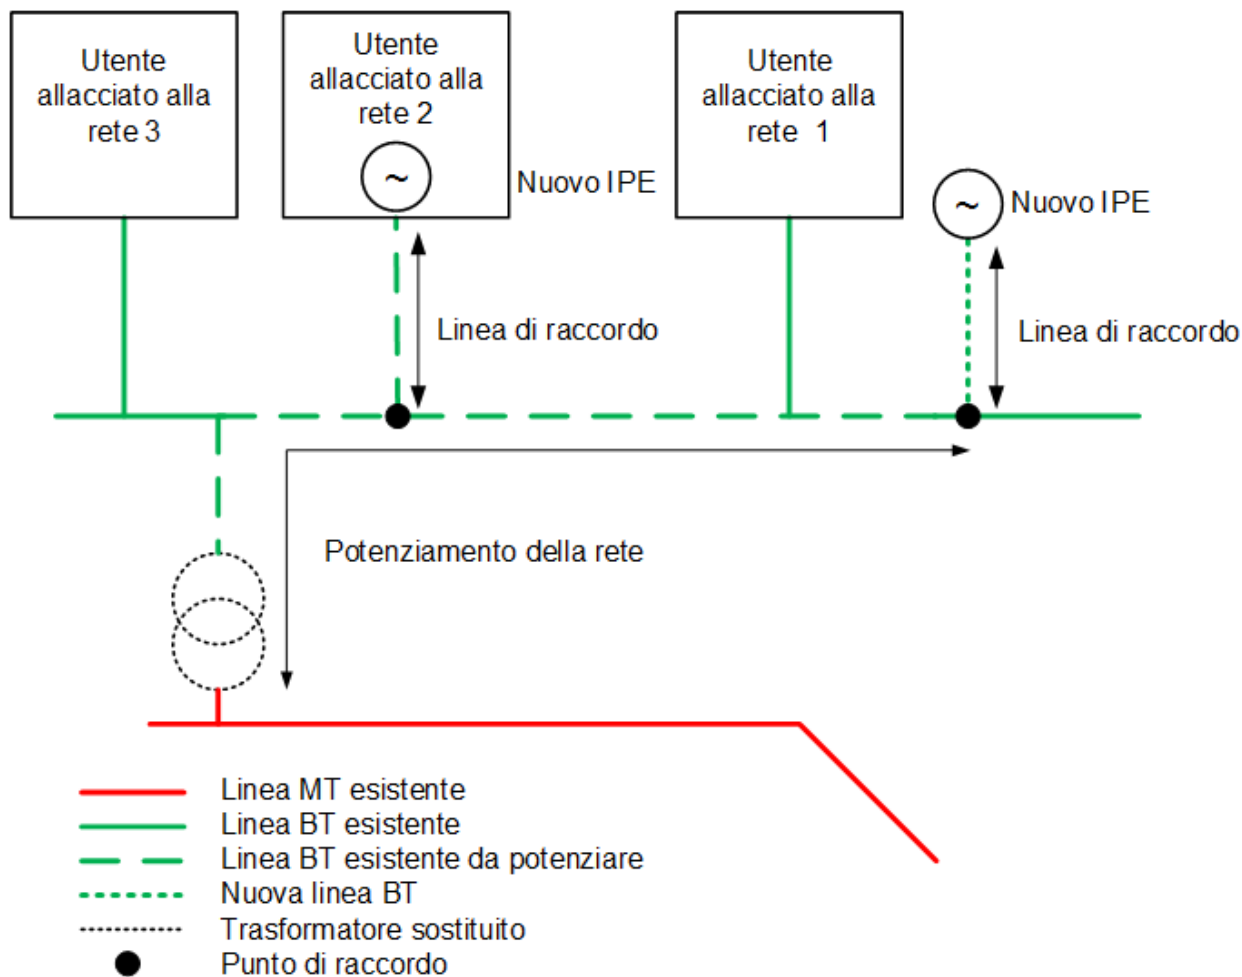 Utente
allacciato alla
rete 3
Utente
allacciato alla
rete 2
~
Nuovo IPE
Utente
allacciato alla
rete 1
~
Nuovo IPE
Linea di raccordo
Linea di raccordo
Potenziamento della rete
Linea MT esistente
Linea BT esistente
Linea BT esistente da potenziare
Nuova linea BT
Trasformatore sostituito
Punto di raccordo